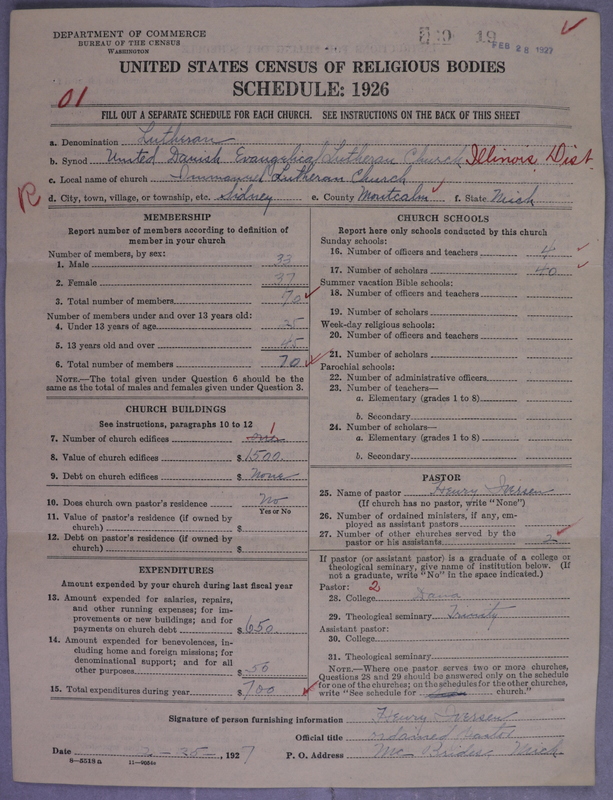 DEPARTMENT OF COMMERCE
BUREAU OF THE CENSUS
WASHINGTON
19
FEB 28 1927
UNITED STATES CENSUS OF RELIGIOUS BODIES
SCHEDULE: 1926
01
FILL OUT A SEPARATE SCHEDULE FOR EACH CHURCH. SEE INSTRUCTIONS ON THE BACK OF THIS SHEET
a. Denomination Lutheran
b. Synod United Danish Evangelical Lutheran Church Illinois Dist
c. Local name of church Immanuel Lutheran Church
R
d. City, town, village, or township, etc. Sidney e. County Montcalm f. State Mich
MEMBERSHIP
Report number of members according to definition of
member in your church
Number of members, by sex:
1. Male 33
2. Female 37
3. Total number of members 70
Number of members under and over 13 years old:
4. Under 13 years of age 25
5. 13 years old and over 45
6. Total number of members 70
NOTE.—The total given under Question 6 should be the
same as the total of males and females given under Question 3.
CHURCH BUILDINGS
See instructions, paragraphs 10 to 12
7. Number of church edifices one 1
8. Value of church edifices $ 1500
9. Debt on church edifices $ None
10. Does church own pastor's residence No
Yes or No
11. Value of pastor's residence (if owned by
church) $
12. Debt on pastor's residence (if owned by
church) $
EXPENDITURES
Amount expended by your church during last fiscal year
13. Amount expended for salaries, repairs,
and other running expenses; for im-
provements or new buildings; and for
payments on church debt $ 650
14. Amount expended for benevolences, in-
cluding home and foreign missions; for
denominational support; and for all
other purposes $ 50
15. Total expenditures during year $ 700
CHURCH SCHOOLS
Report here only schools conducted by this church
Sunday schools:
16. Number of officers and teachers 4
17. Number of scholars 40
Summer vacation Bible schools:
18. Number of officers and teachers
19. Number of scholars
Week-day religious schools:
20. Number of officers and teachers
21. Number of scholars
Parochial schools:
22. Number of administrative officers
23. Number of teachers—
a. Elementary (grades 1 to 8)
b. Secondary
24. Number of scholars—
a. Elementary (grades 1 to 8)
b. Secondary
PASTOR
25. Name of pastor Henry Iversen
(If church has no pastor, write "None")
26. Number of ordained ministers, if any, em-
ployed as assistant pastors
27. Number of other churches served by the
pastor or his assistants 2
If pastor (or assistant pastor) is a graduate of a college or
theological seminary, give name of institution below. (If
not a graduate, write "No" in the space indicated.)
Pastor: 2
28. College Dana
29. Theological seminary Trinity
Assistant pastor:
30. College
31. Theological seminary
NOTE.—Where one pastor serves two or more churches,
Questions 28 and 29 should be answered only on the schedule
for one of the churches; on the schedules for the other churches,
write "See schedule for church."
Signature of person furnishing information Henry Iversen
Official title ordained pastor
Date 2-25-, 1927 P. O. Address Mc Brides Mich
8—5518 a